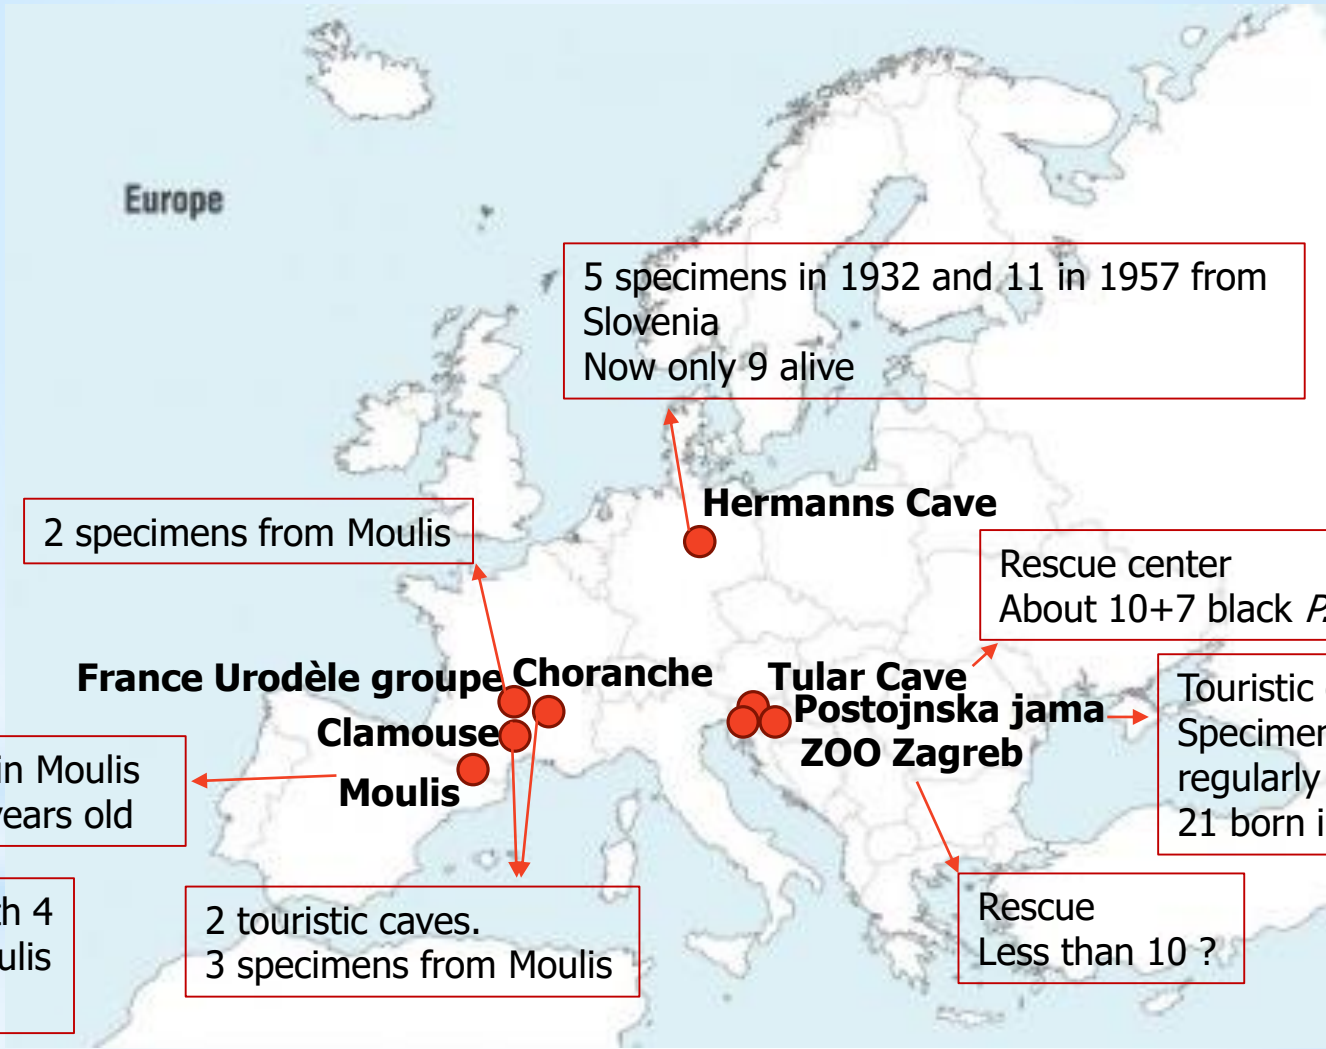 Europe
5 specimens in 1932 and 11 in 1957 from
Slovenia
Now only 9 alive
Hermanns Cave
2 specimens from Moulis
Rescue center
About 10+7 black P.
France Urodèle groupe
Choranche
Tular Cave
Postojnska jama
ZOO Zagreb
Clamouse
Moulis
Touristic
Specimen
regularly
21 born i
in Moulis
years old
2 touristic caves.
3 specimens from Moulis
Rescue
Less than 10 ?
h 4
ulis